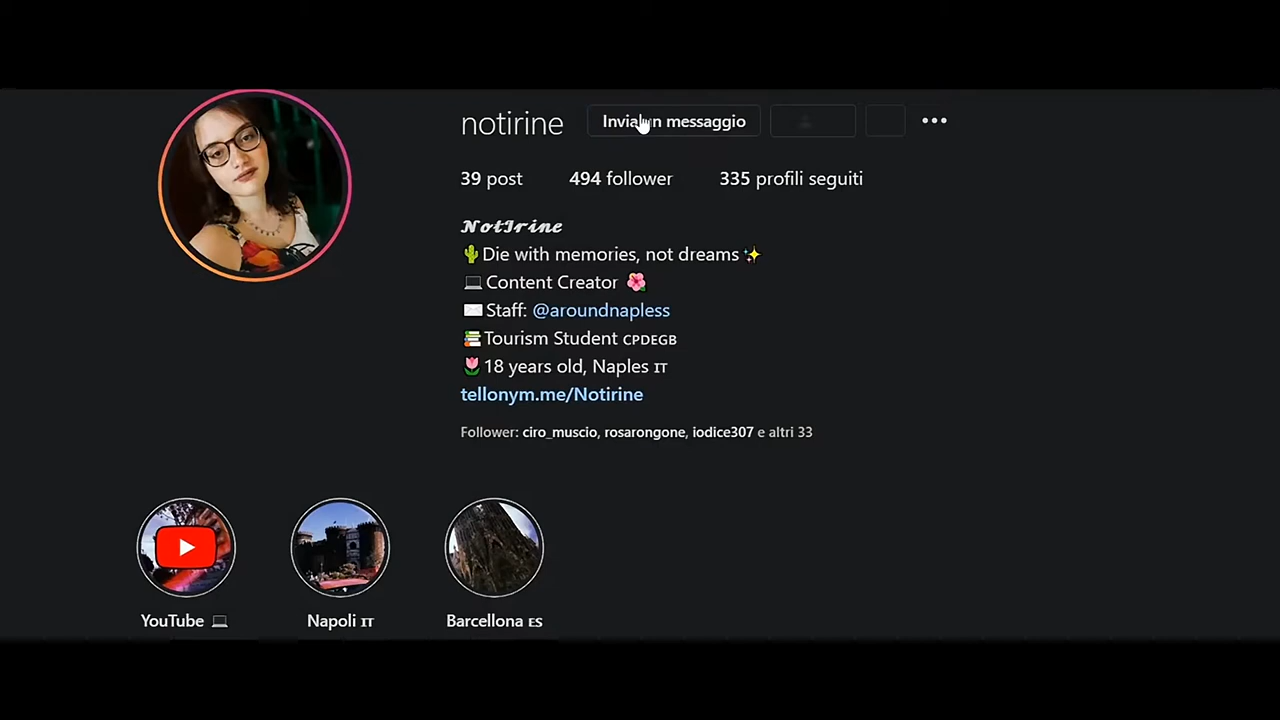 notirine
Invia un messaggio
39 post 494 follower 335 profili seguiti
𝓝𝓸𝓽𝓘𝓻𝓲𝓷𝓮
🌵Die with memories, not dreams✨
💻Content Creator 🌺
✉️Staff: @aroundnapless
📚Tourism Student ᴄᴘᴅᴇɢʙ
🌷18 years old, Naples ɪᴛ
tellonym.me/Notirine
Follower: ciro_muscio, rosarongone, iodice307 e altri 33
YouTube 💻
Napoli ɪᴛ
Barcellona ᴇs